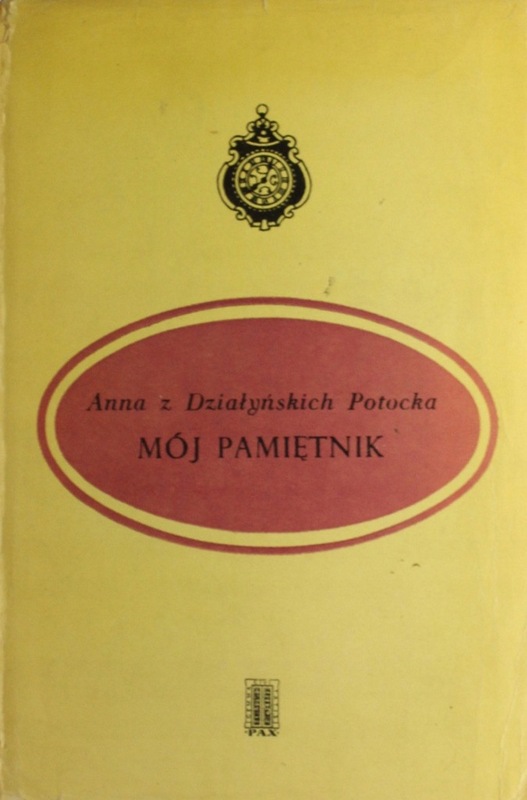 Anna z Działyńskich Potocka
MÓJ PAMIĘTNIK
PAX